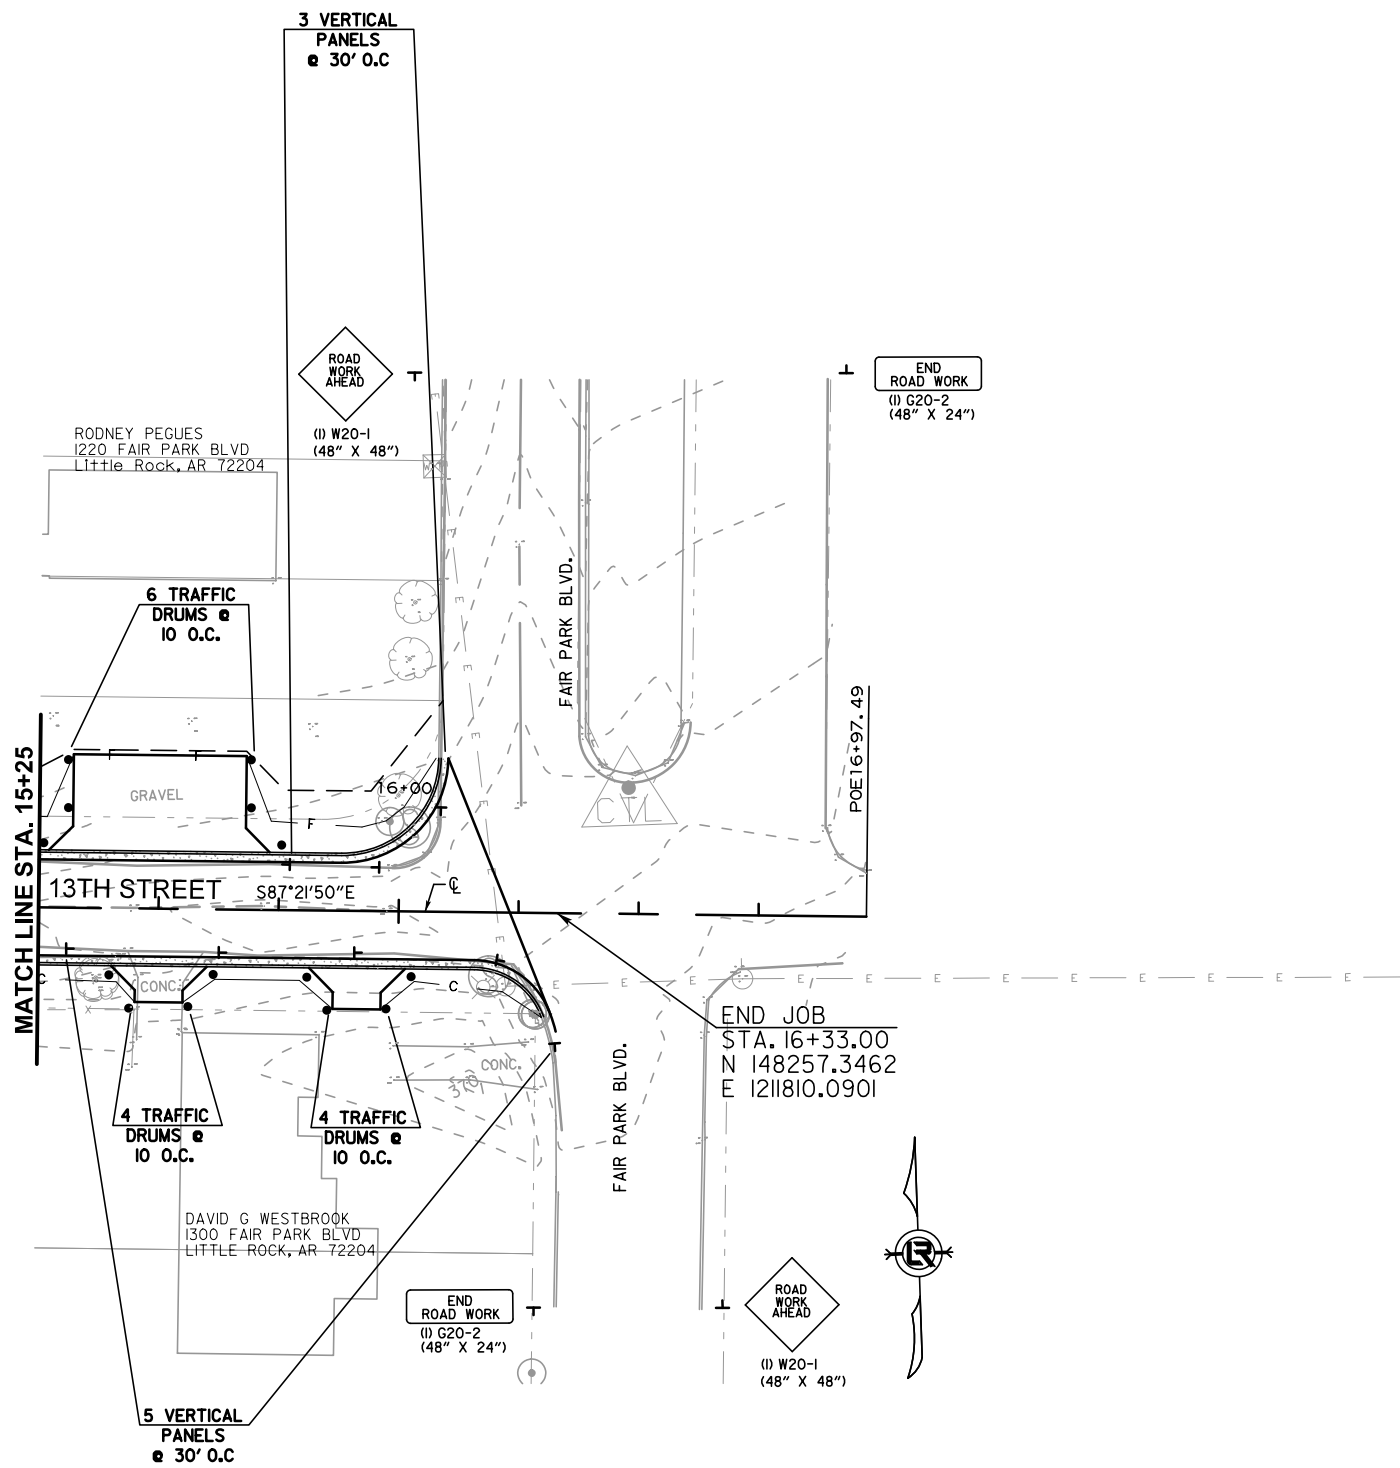 3 VERTICAL
PANELS
@ 30' O.C
ROAD
WORK
AHEAD
(1) W20-1
(48" X 48")
END
ROAD WORK
(1) G20-2
(48" X 24")
RODNEY PEGUES
1220 FAIR PARK BLVD
Little Rock, AR 72204
E
E
E
E
6 TRAFFIC
DRUMS @
10 O.C.
FAIR PARK BLVD.
POE16+97.49
MATCH LINE STA. 15+25
GRAVEL
16+00
F
CTL
13TH STREET
S87°21'50"E
CL
C
CONC.
C
E E E E E E E
X
CONC.
370
END JOB
STA. 16+33.00
N 148257.3462
E 1211810.0901
FAIR PARK BLVD.
4 TRAFFIC
DRUMS @
10 O.C.
4 TRAFFIC
DRUMS @
10 O.C.
DAVID G WESTBROOK
1300 FAIR PARK BLVD
LITTLE ROCK, AR 72204
LR
END
ROAD WORK
(1) G20-2
(48" X 24")
ROAD
WORK
AHEAD
(1) W20-1
(48" X 48")
5 VERTICAL
PANELS
@ 30' O.C